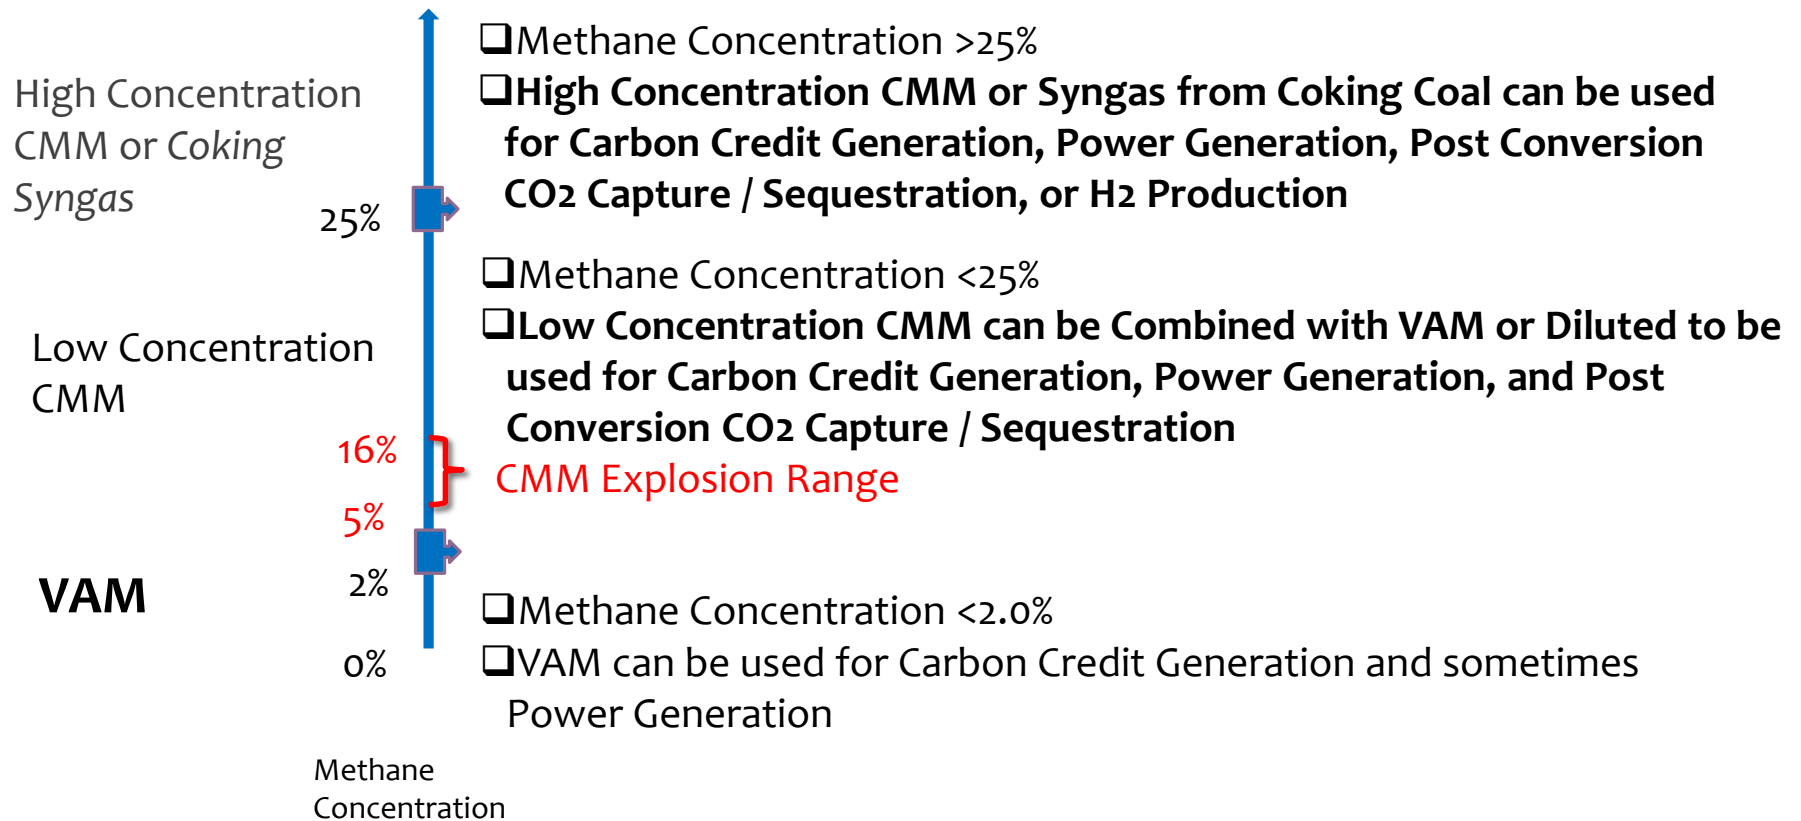 High Concentration
CMM or Coking
Syngas
25%
❑Methane Concentration >25%
❑High Concentration CMM or Syngas from Coking Coal can be used
for Carbon Credit Generation, Power Generation, Post Conversion
CO2 Capture / Sequestration, or H2 Production
Low Concentration
CMM
❑Methane Concentration <25%
❑Low Concentration CMM can be Combined with VAM or Diluted to be
used for Carbon Credit Generation, Power Generation, and Post
Conversion CO2 Capture / Sequestration
16%
CMM Explosion Range
5%
2%
VAM
0%
❑Methane Concentration <2.0%
❑VAM can be used for Carbon Credit Generation and sometimes
Power Generation
Methane
Concentration